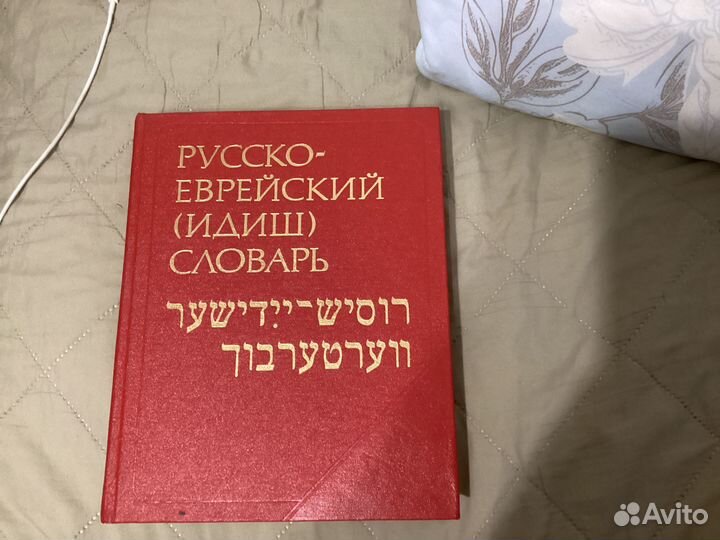 РУССКО-
ЕВРЕЙСКИЙ
(ИДИШ)
СЛОВАРЬ
רוסיש־ייִדישער
ווערטערבוך
Avito